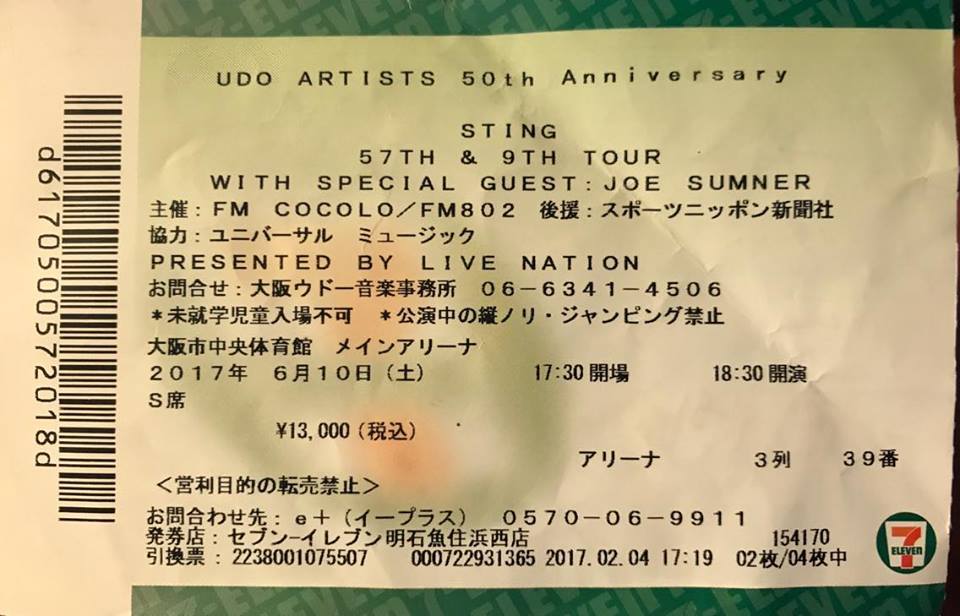 UDO ARTISTS 50th Anniversary
STING
57TH & 9TH TOUR
WITH SPECIAL GUEST:JOE SUMNER
主催:FM COCOLO/FM802 後援:スポーツニッポン新聞社
協力:ユニバーサル ミュージック
PRESENTED BY LIVE NATION
お問合せ:大阪ウドー音楽事務所 06-6341-4506
*未就学児童入場不可 *公演中の縦ノリ・ジャンピング禁止
大阪市中央体育館 メインアリーナ
2017年 6月10日(土) 17:30開場 18:30開演
S席
¥13,000(税込)
アリーナ 3列 39番
<営利目的の転売禁止>
お問合わせ先:e+(イープラス) 0570-06-9911
発券店:セブン-イレブン明石魚住浜西店 154170
引換票:2238001075507 000722931365 2017.02.04 17:19 02枚/04枚中
7
ELEVEN
d6170500572018d